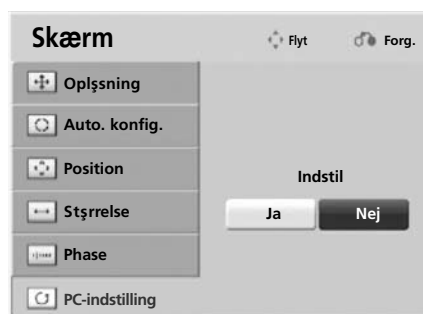 Skærm
Flyt
Forg.
Oplşsning
Auto. konfig.
Position
Stşrrelse
Phase
PC-indstilling
Indstil
Ja
Nej